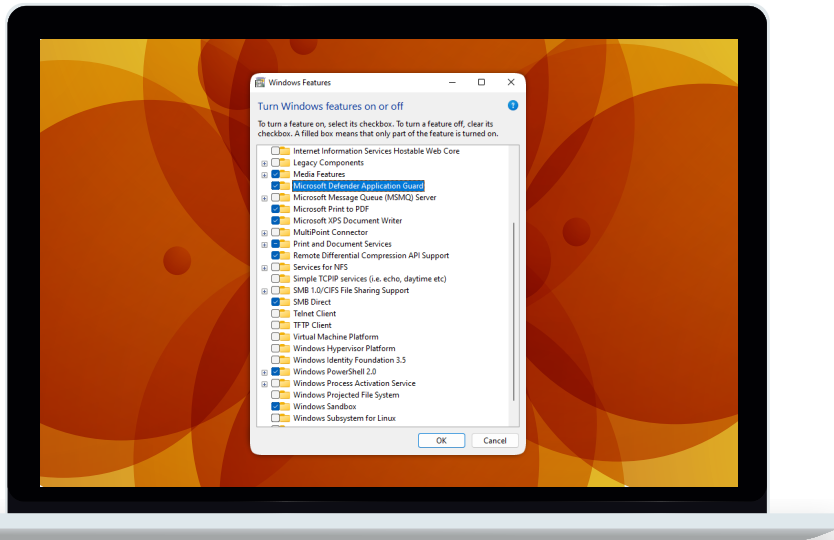 Windows Features
Turn Windows features on or off
To turn a feature on, select its checkbox. To turn a feature off, clear its
checkbox. A filled box means that only part of the feature is turned on.
Internet Information Services Hostable Web Core
Legacy Components
Media Features
Microsoft Defender Application Guard
Microsoft Message Queue (MSMQ) Server
Microsoft Print to PDF
Microsoft XPS Document Writer
MultiPoint Connector
Print and Document Services
Remote Differential Compression API Support
Services for NFS
Simple TCPIP services (i.e. echo, daytime etc)
SMB 1.0/CIFS File Sharing Support
SMB Direct
Telnet Client
TFTP Client
Virtual Machine Platform
Windows Hypervisor Platform
Windows Identity Foundation 3.5
Windows PowerShell 2.0
Windows Process Activation Service
Windows Projected File System
Windows Sandbox
Windows Subsystem for Linux
OK Cancel